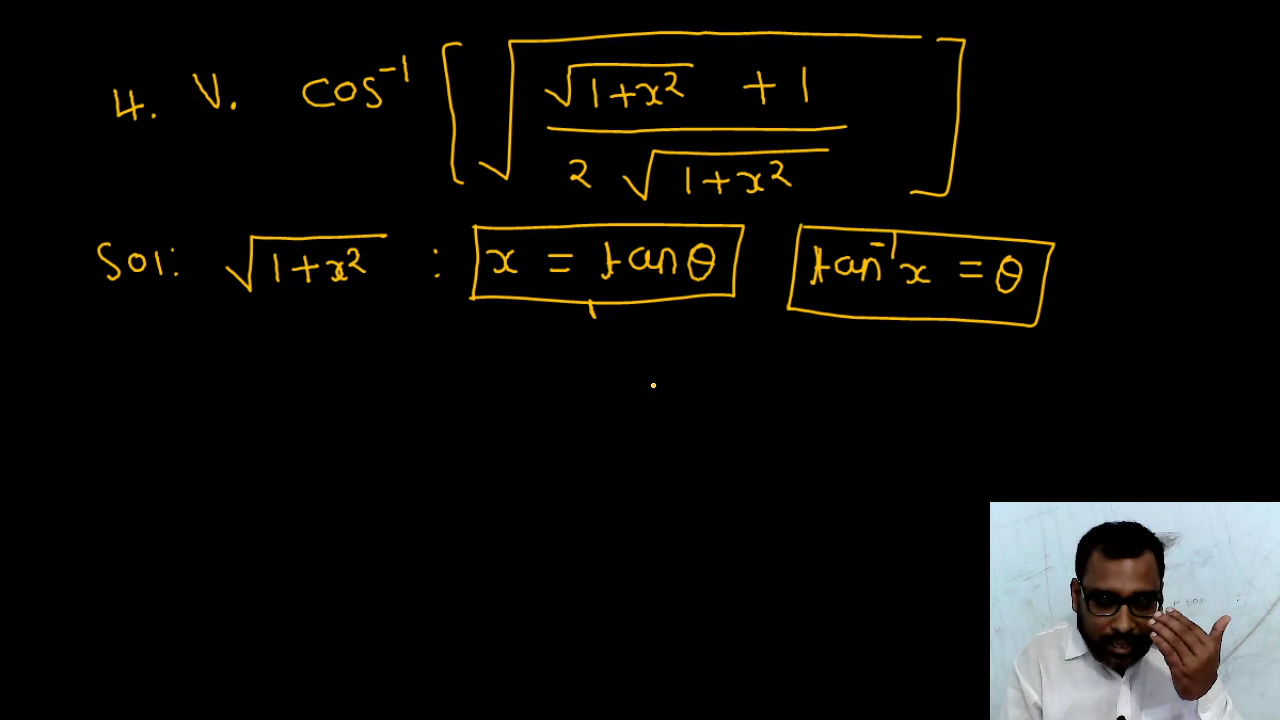 4. V. cos⁻¹ [ √( (√(1+x²) + 1) / (2 √(1+x²)) ) ]
Sol: √(1+x²) : x = tanθ tan⁻¹x = θ